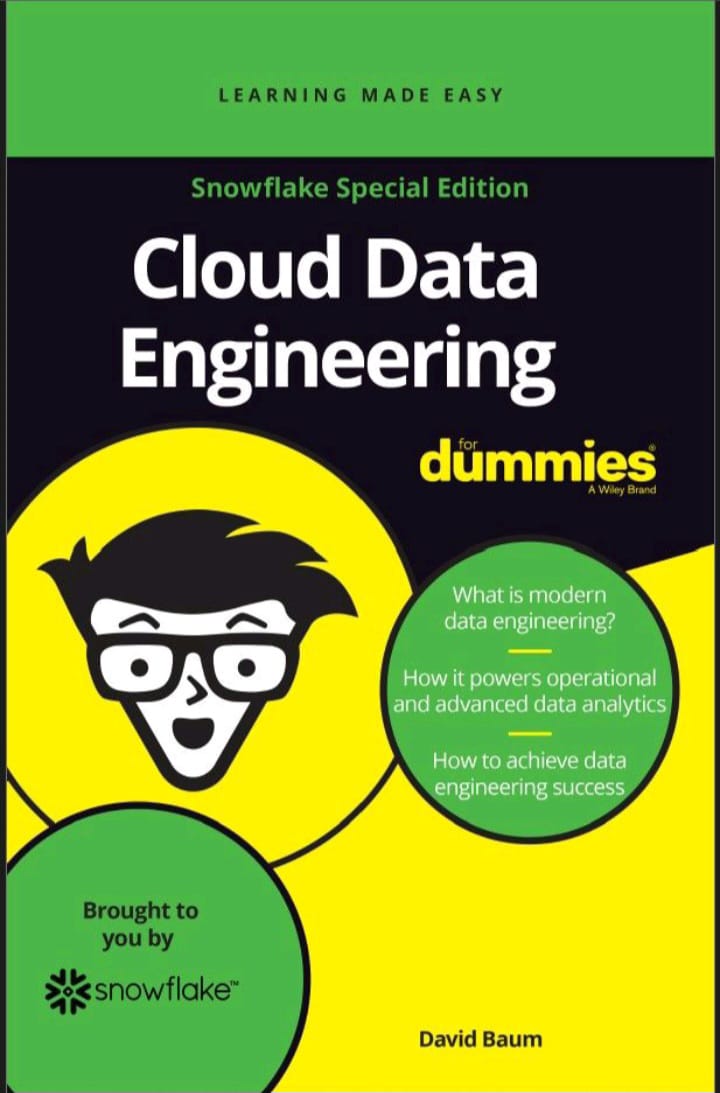 LEARNING MADE EASY
Snowflake Special Edition
Cloud Data
Engineering
for
dummies®
A Wiley Brand
What is modern
data engineering?
How it powers operational
and advanced data analytics
How to achieve data
engineering success
Brought to
you by
snowflake™
David Baum